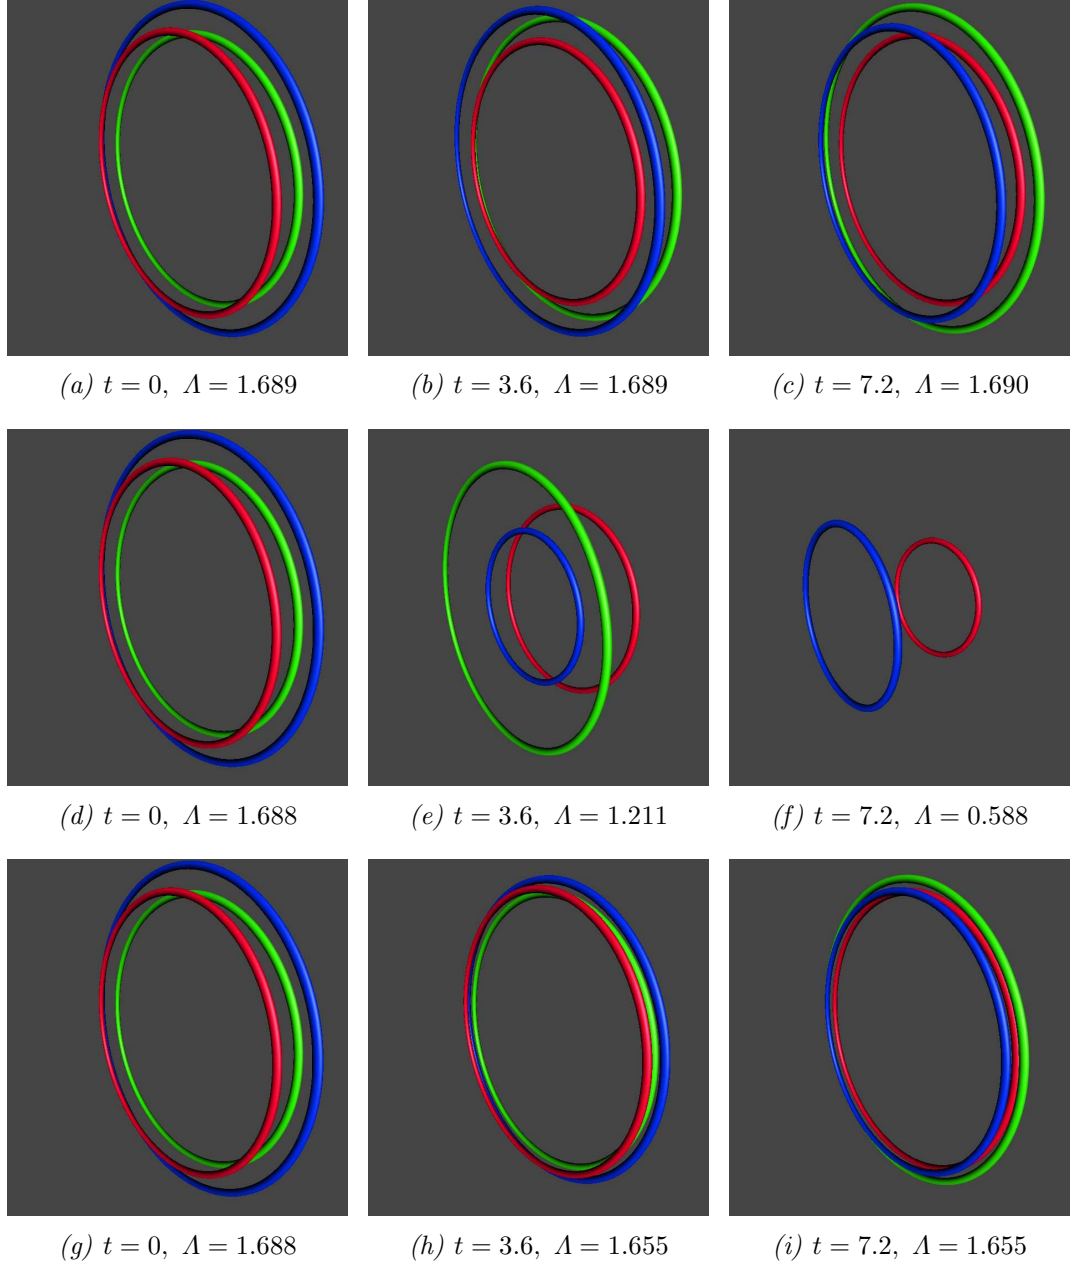 (a) t = 0, Λ = 1.689
(b) t = 3.6, Λ = 1.689
(c) t = 7.2, Λ = 1.690
(d) t = 0, Λ = 1.688
(e) t = 3.6, Λ = 1.211
(f) t = 7.2, Λ = 0.588
(g) t = 0, Λ = 1.688
(h) t = 3.6, Λ = 1.655
(i) t = 7.2, Λ = 1.655